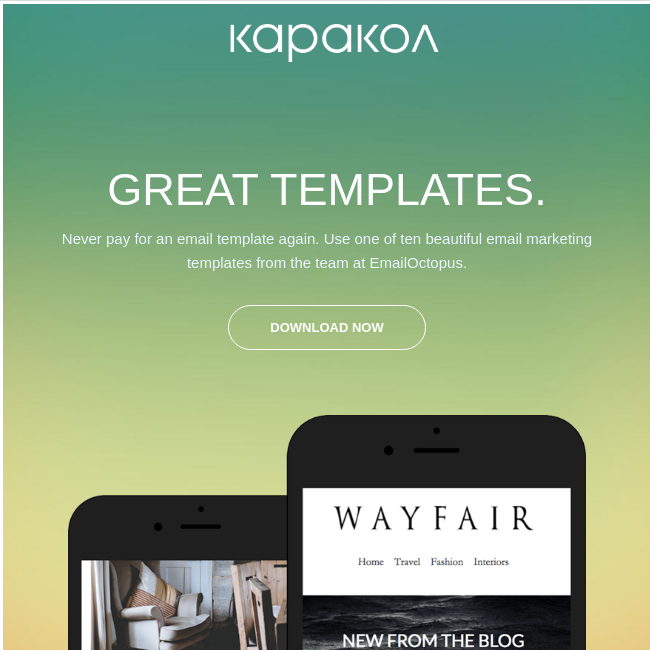 караколʌ
GREAT TEMPLATES.
Never pay for an email template again. Use one of ten beautiful email marketing
templates from the team at EmailOctopus.
DOWNLOAD NOW
WAYFAIR
Home Travel Fashion Interiors
NEW FROM THE BLOG